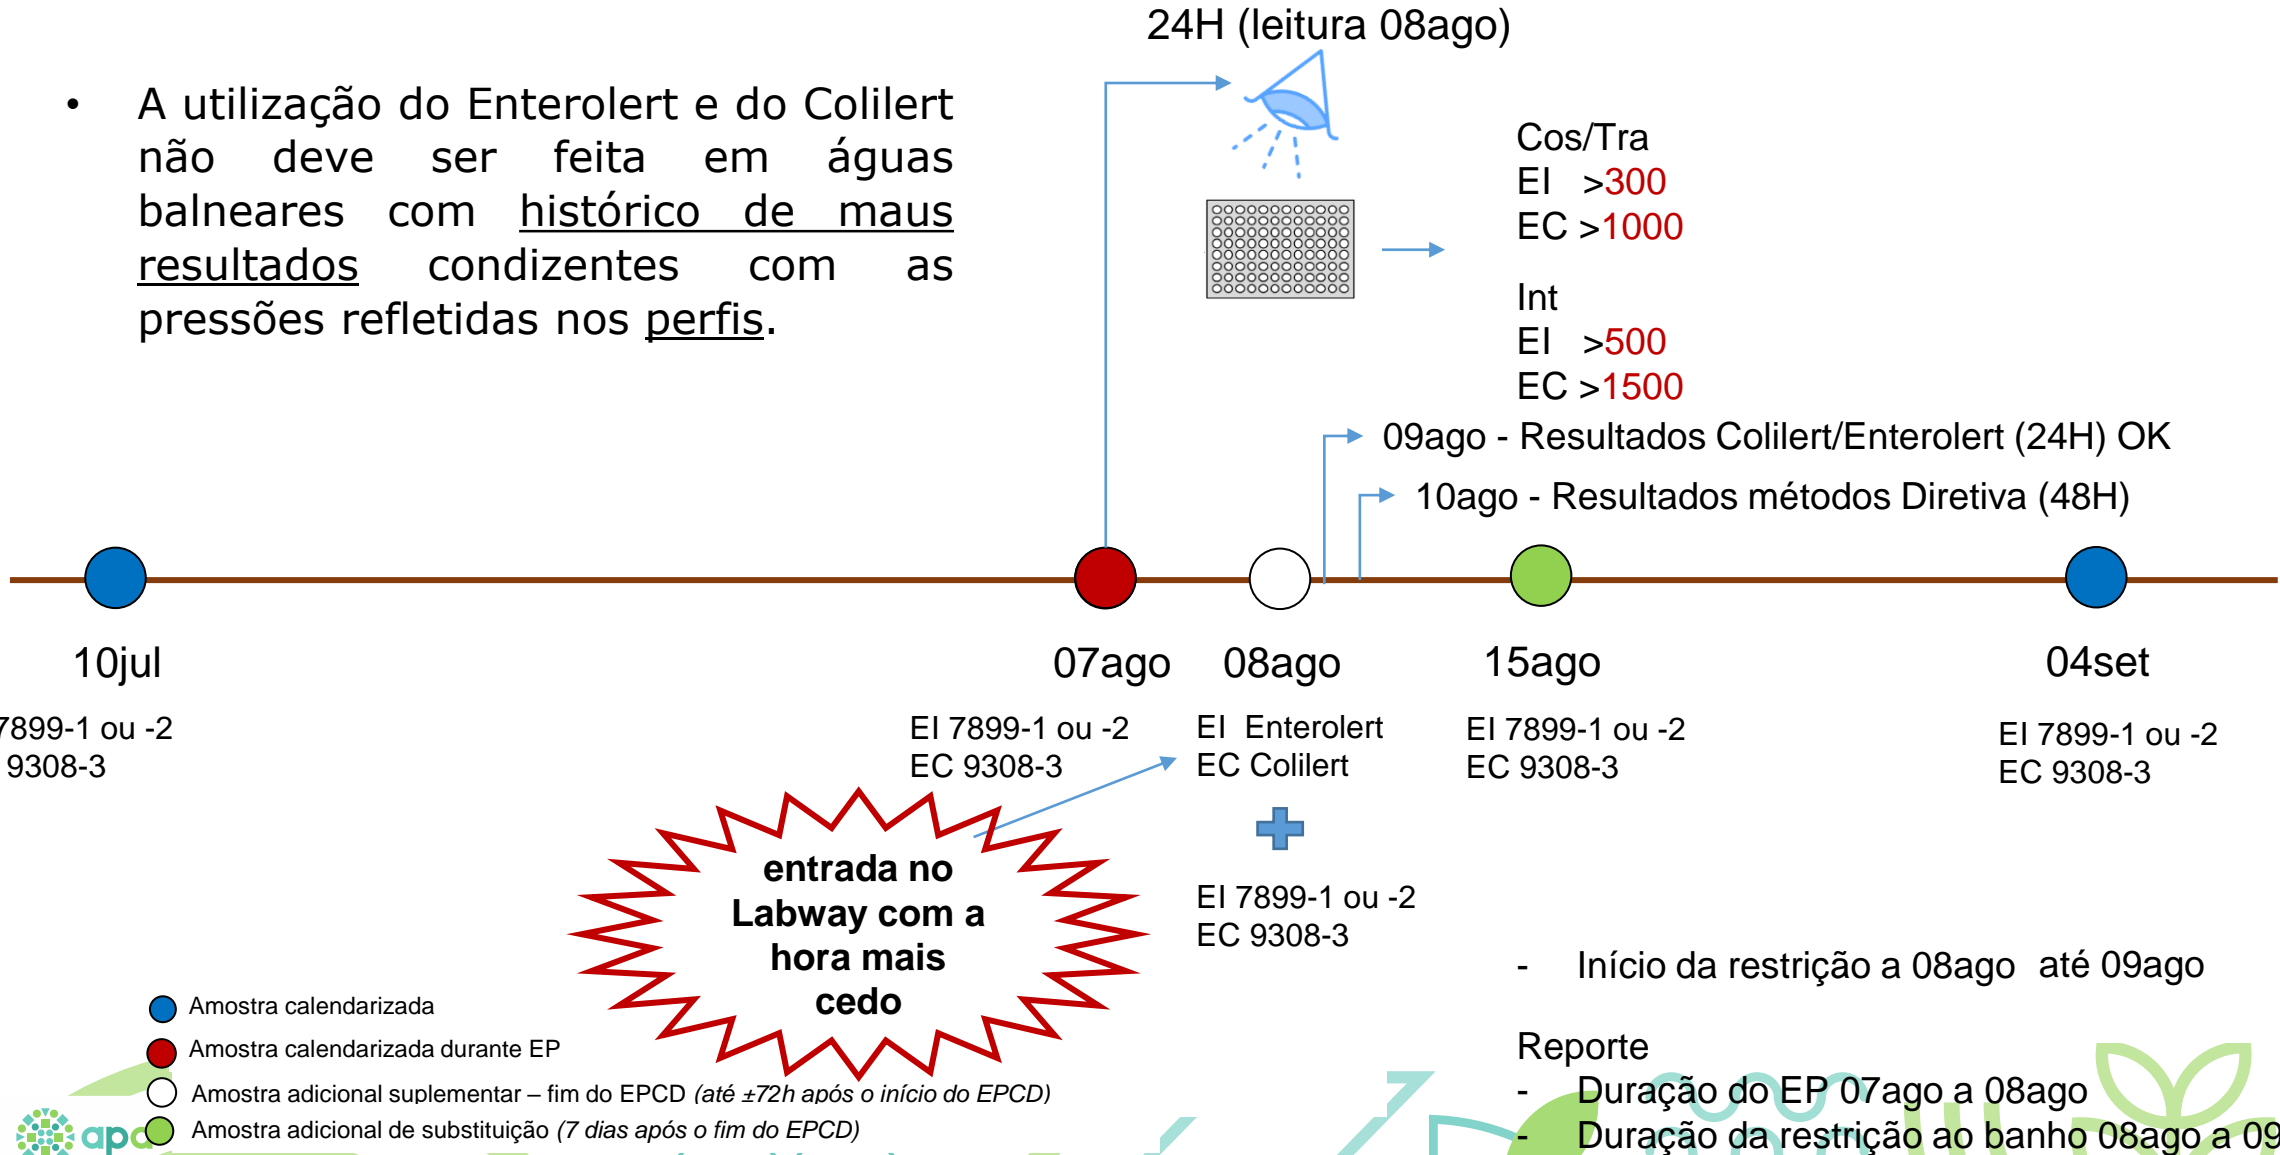 24H (leitura 08ago)
• A utilização do Enterolert e do Colilert
não deve ser feita em águas
balneares com histórico de maus
resultados condizentes com as
pressões refletidas nos perfis.
Cos/Tra
EI >300
EC >1000
Int
EI >500
EC >1500
09ago - Resultados Colilert/Enterolert (24H) OK
10ago - Resultados métodos Diretiva (48H)
10jul
07ago
08ago
15ago
04set
7899-1 ou -2
9308-3
EI 7899-1 ou -2
EC 9308-3
EI Enterolert
EC Colilert
EI 7899-1 ou -2
EC 9308-3
EI 7899-1 ou -2
EC 9308-3
EI 7899-1 ou -2
EC 9308-3
entrada no
Labway com a
hora mais
cedo
- Início da restrição a 08ago até 09ago
Reporte
- Duração do EP 07ago a 08ago
- Duração da restrição ao banho 08ago a 09
Amostra calendarizada
Amostra calendarizada durante EP
Amostra adicional suplementar – fim do EPCD (até ±72h após o início do EPCD)
Amostra adicional de substituição (7 dias após o fim do EPCD)
apa